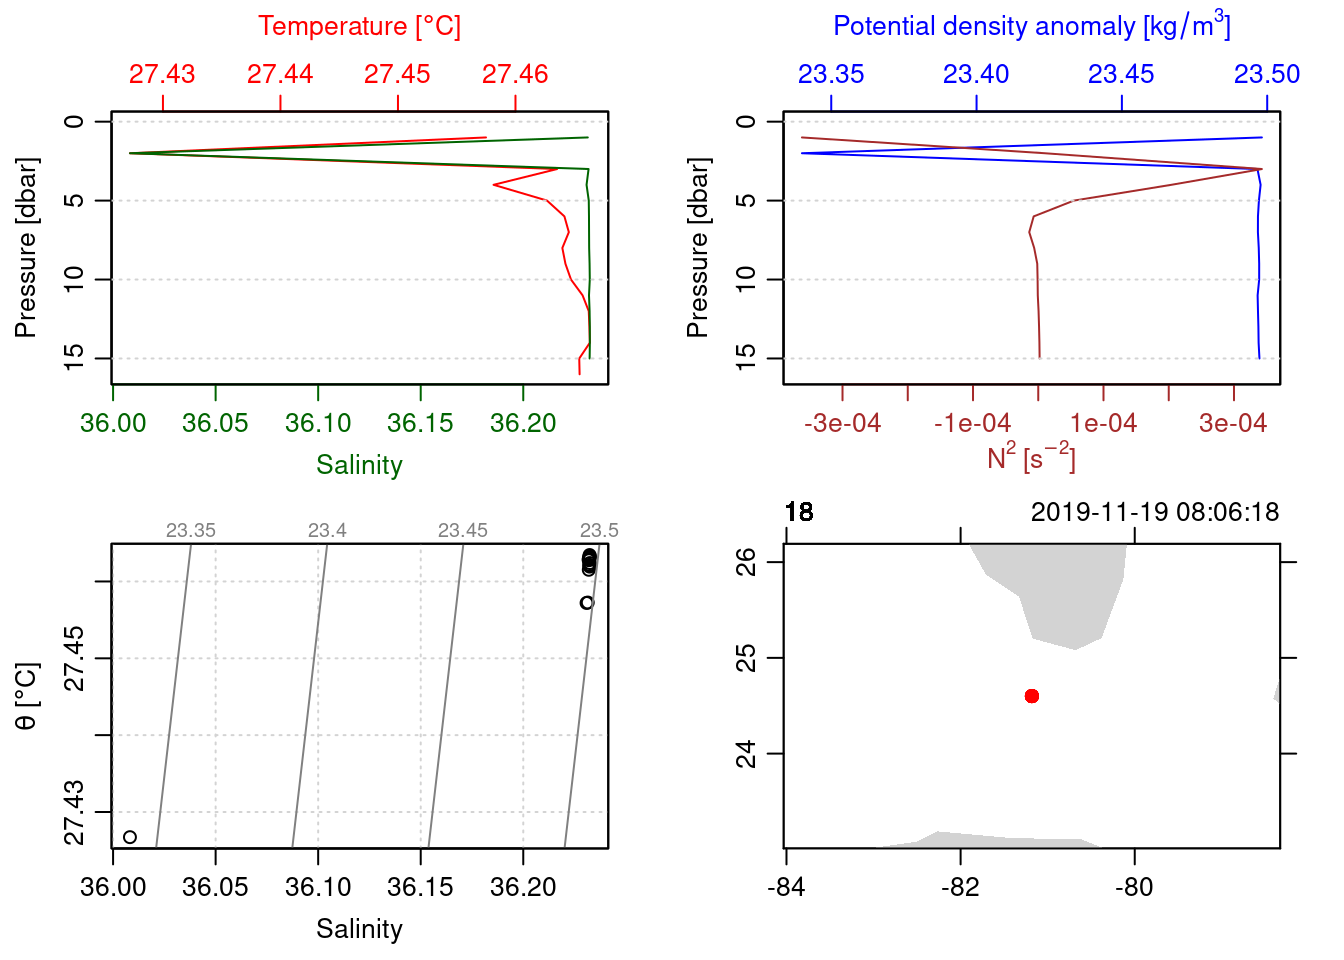 Temperature [°C]
27.43 27.44 27.45 27.46
0
5
10
15
Pressure [dbar]
36.00 36.05 36.10 36.15 36.20
Salinity
Potential density anomaly [kg/m³]
23.35 23.40 23.45 23.50
0
5
10
15
Pressure [dbar]
-3e-04 -1e-04 1e-04 3e-04
N² [s⁻²]
23.35 23.4 23.45 23.5
27.45
27.43
θ [°C]
36.00 36.05 36.10 36.15 36.20
Salinity
18 2019-11-19 08:06:18
26
25
24
-84 -82 -80